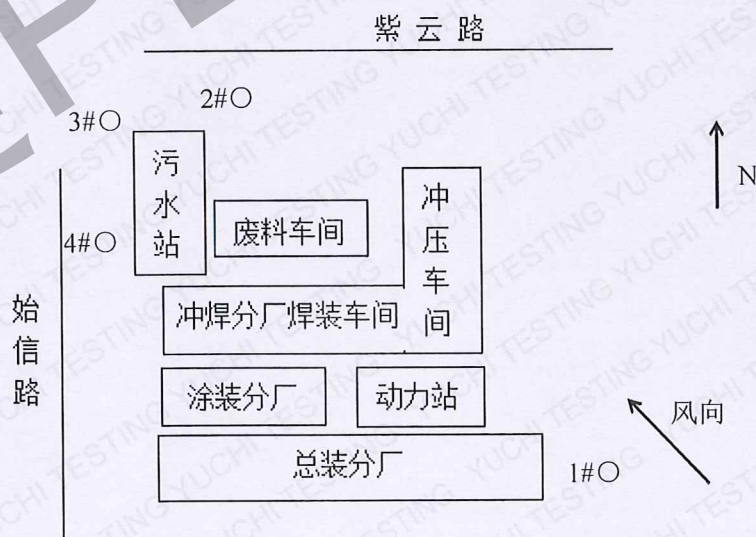 紫云路
2#○
3#○
污水站
冲压车间
N
废料车间
4#○
冲焊分厂焊装车间
始信路
涂装分厂
动力站
风向
总装分厂
1#○
YUCHI TESTING